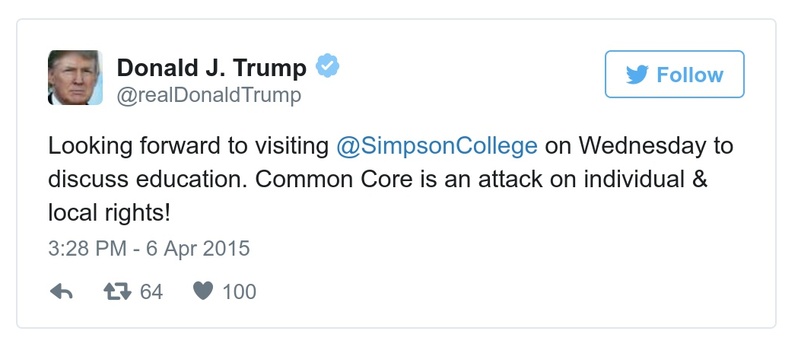 Donald J. Trump
@realDonaldTrump
Follow
Looking forward to visiting @SimpsonCollege on Wednesday to
discuss education. Common Core is an attack on individual &
local rights!
3:28 PM - 6 Apr 2015
64 100